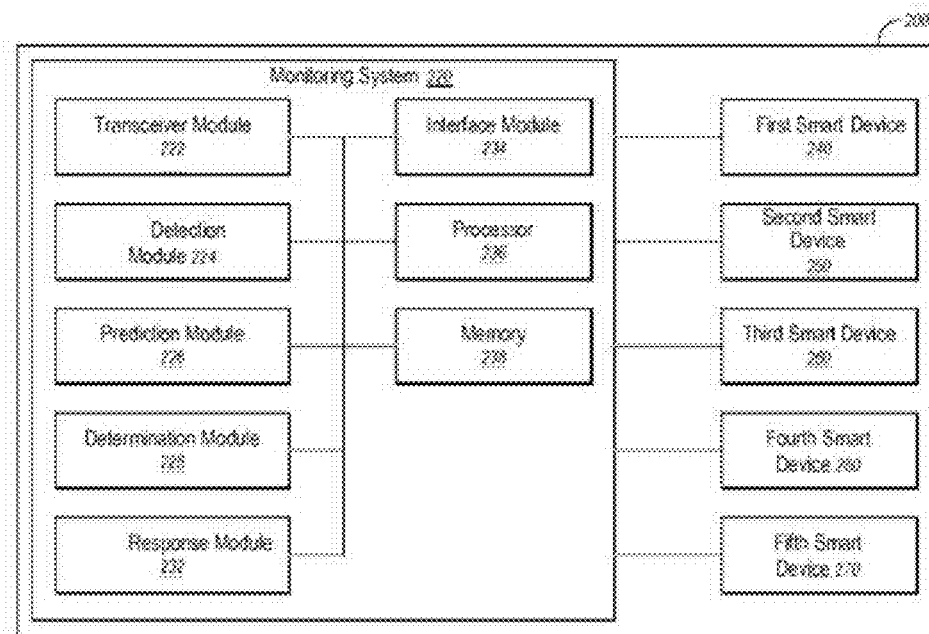 200
Monitoring System 220
Transceiver Module
222
Interface Module
234
First Smart Device
240
Detection
Module 224
Processor
236
Second Smart
Device
250
Prediction Module
226
Memory
Third Smart Device
Determination Module
Fourth Smart
Device 260
Response Module
232
Fifth Smart
Device 270